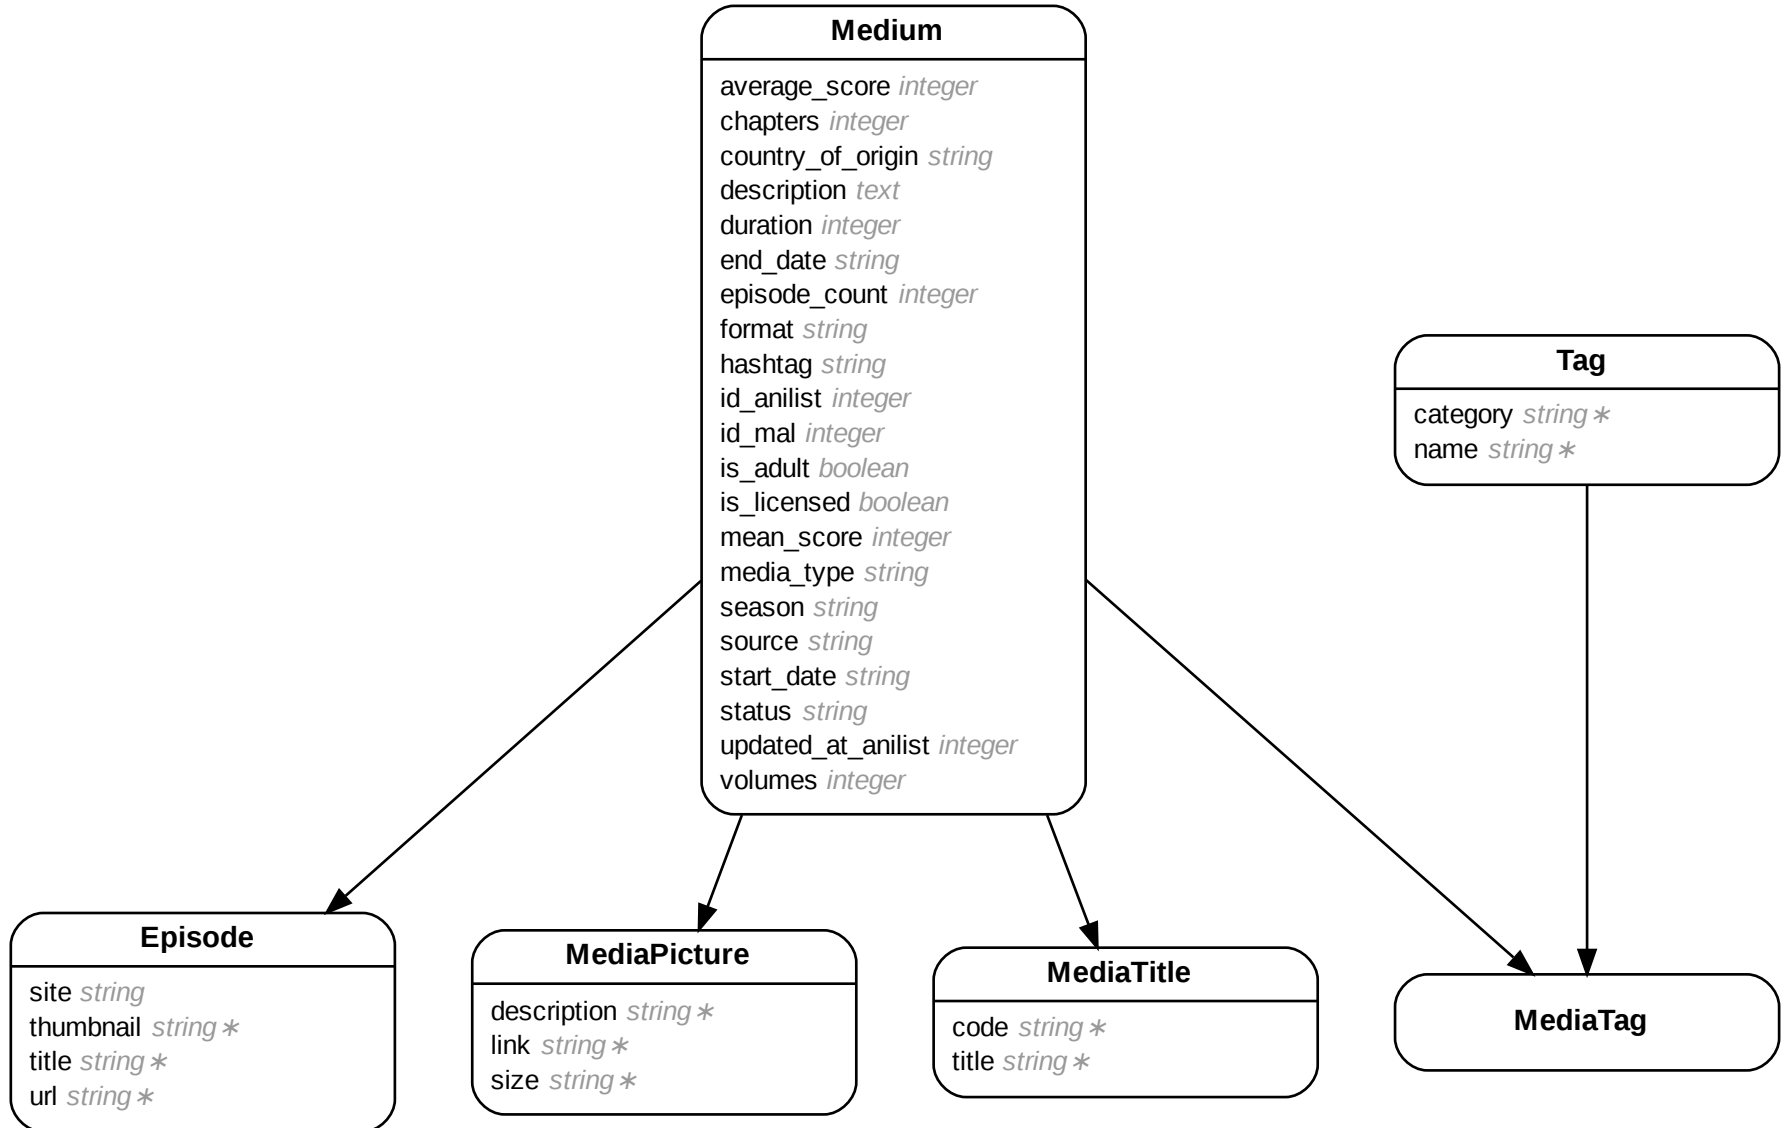 Medium
average_score integer
chapters integer
country_of_origin string
description text
duration integer
end_date string
episode_count integer
format string
hashtag string
id_anilist integer
id_mal integer
is_adult boolean
is_licensed boolean
mean_score integer
media_type string
season string
source string
start_date string
status string
updated_at_anilist integer
volumes integer
Tag
category string∗
name string∗
Episode
site string
thumbnail string∗
title string∗
url string∗
MediaPicture
description string∗
link string∗
size string∗
MediaTitle
code string∗
title string∗
MediaTag